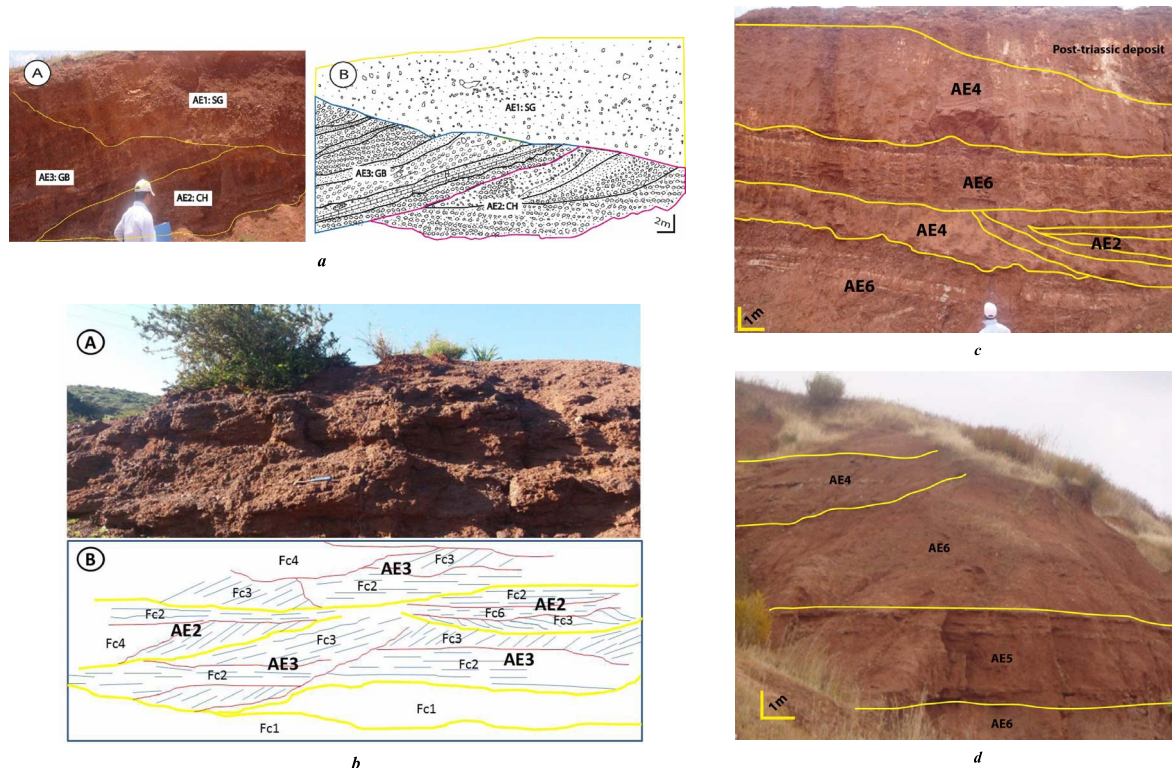 A
AE1: SG
AE3: GB
AE2: CH
B
AE1: SG
AE3: GB
AE2: CH
2m
a
A
B
Fc4
Fc3
AE3
Fc3
Fc2
Fc2
Fc2
AE2
Fc6
Fc3
AE2
Fc4
Fc3
Fc3
AE3
AE3
Fc2
Fc2
Fc1
Fc1
b
Post-triassic deposit
AE4
AE6
AE4
AE2
AE6
1m
c
AE4
AE6
AE5
1m
AE6
d